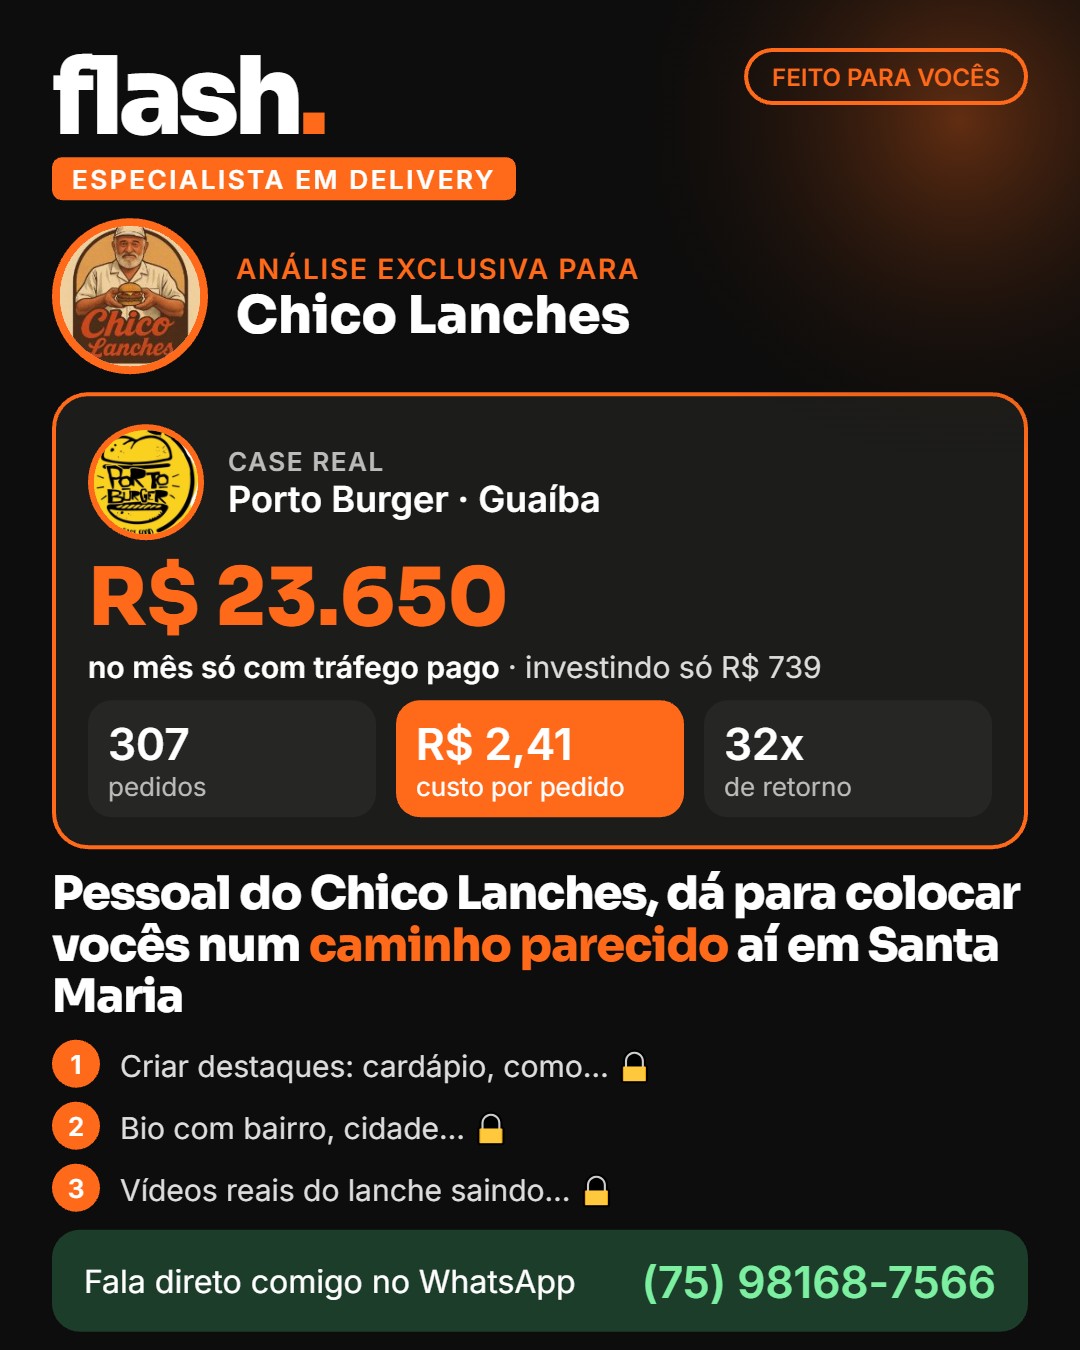 flash.
FEITO PARA VOCÊS
ESPECIALISTA EM DELIVERY
Chico
Lanches
ANÁLISE EXCLUSIVA PARA
Chico Lanches
PORTO
BURGER
CASE REAL
Porto Burger · Guaíba
R$ 23.650
no mês só com tráfego pago · investindo só R$ 739
307
pedidos
R$ 2,41
custo por pedido
32x
de retorno
Pessoal do Chico Lanches, dá para colocar
vocês num caminho parecido aí em Santa
Maria
1 Criar destaques: cardápio, como...
2 Bio com bairro, cidade...
3 Vídeos reais do lanche saindo...
Fala direto comigo no WhatsApp (75) 98168-7566